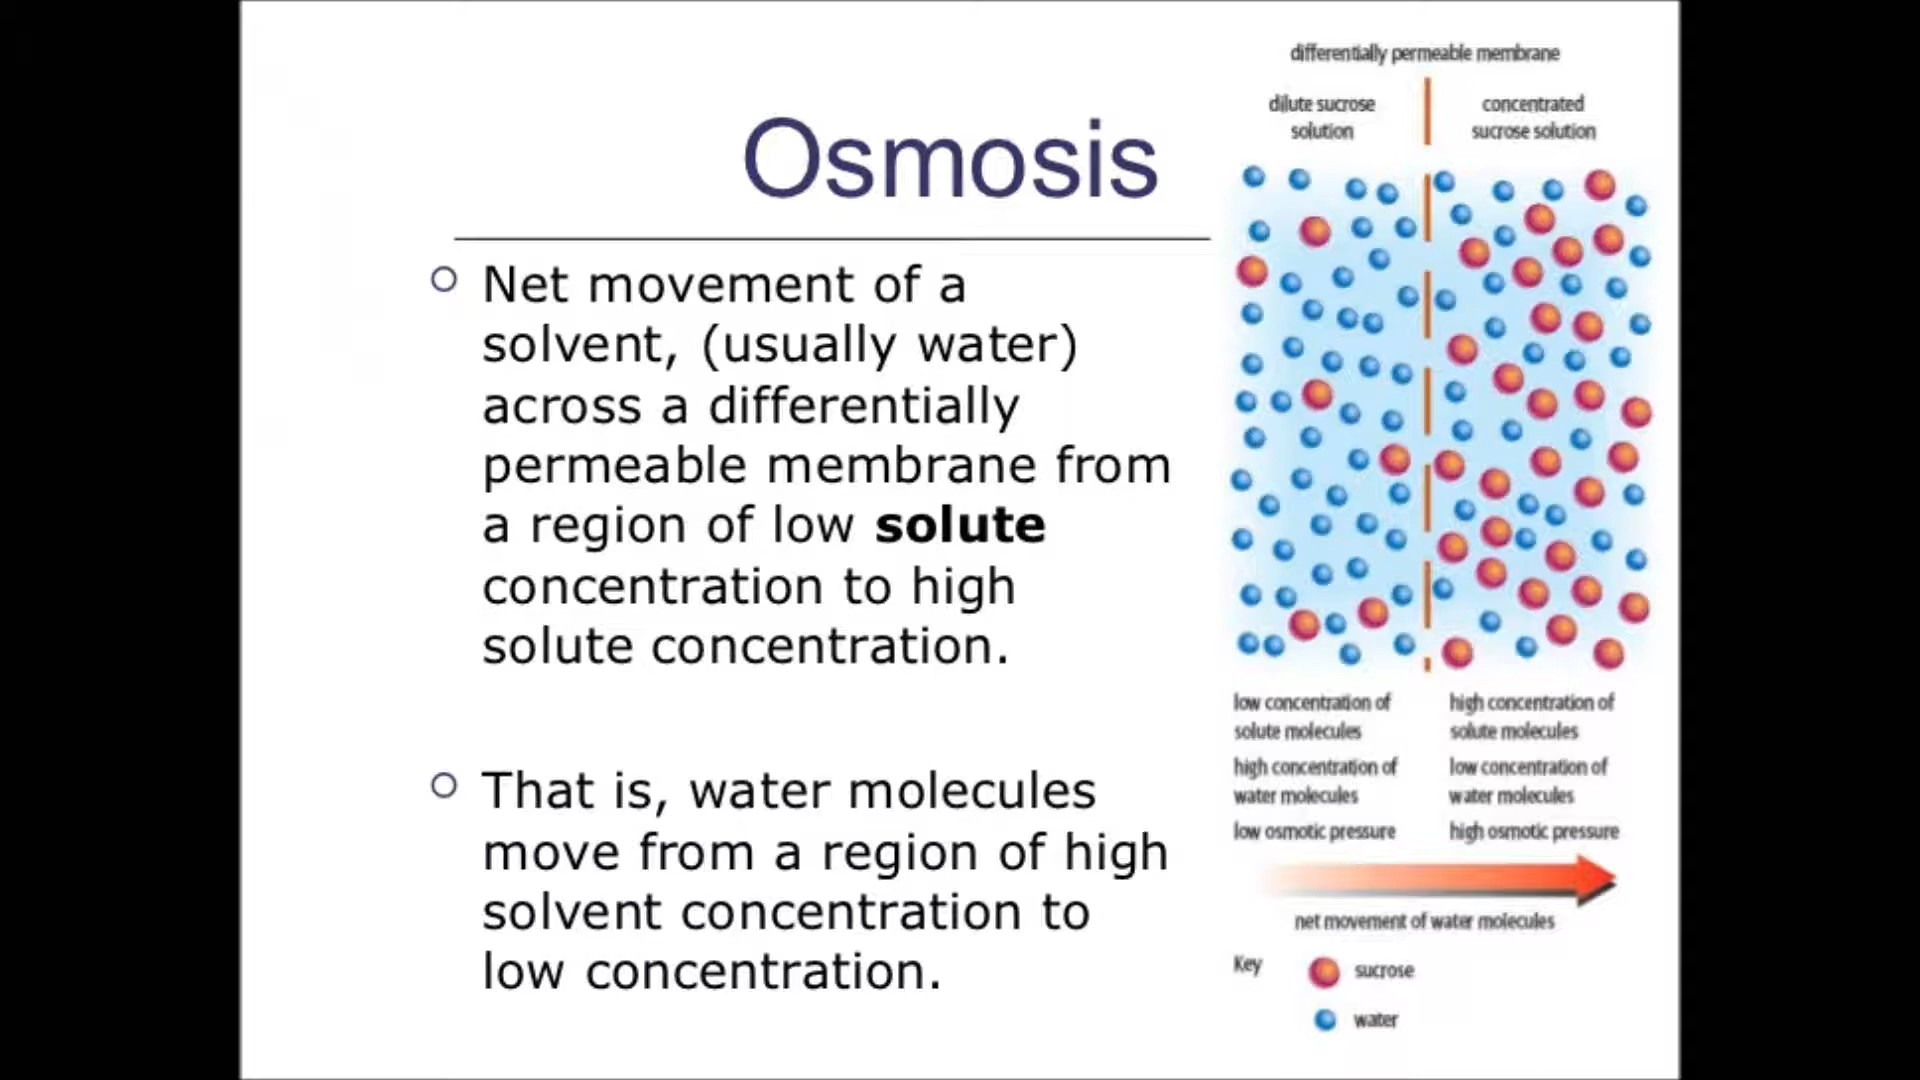 Osmosis
Net movement of a
solvent, (usually water)
across a differentially
permeable membrane from
a region of low solute
concentration to high
solute concentration.
That is, water molecules
move from a region of high
solvent concentration to
low concentration.
differentially permeable membrane
dilute sucrose
solution
concentrated
sucrose solution
low concentration of
solute molecules
high concentration of
solute molecules
high concentration of
water molecules
low concentration of
water molecules
low osmotic pressure
high osmotic pressure
net movement of water molecules
Key
sucrose
water